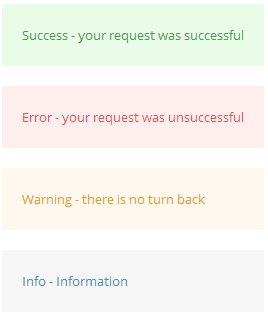 Success - your request was successful
Error - your request was unsuccessful
Warning - there is no turn back
Info - Information